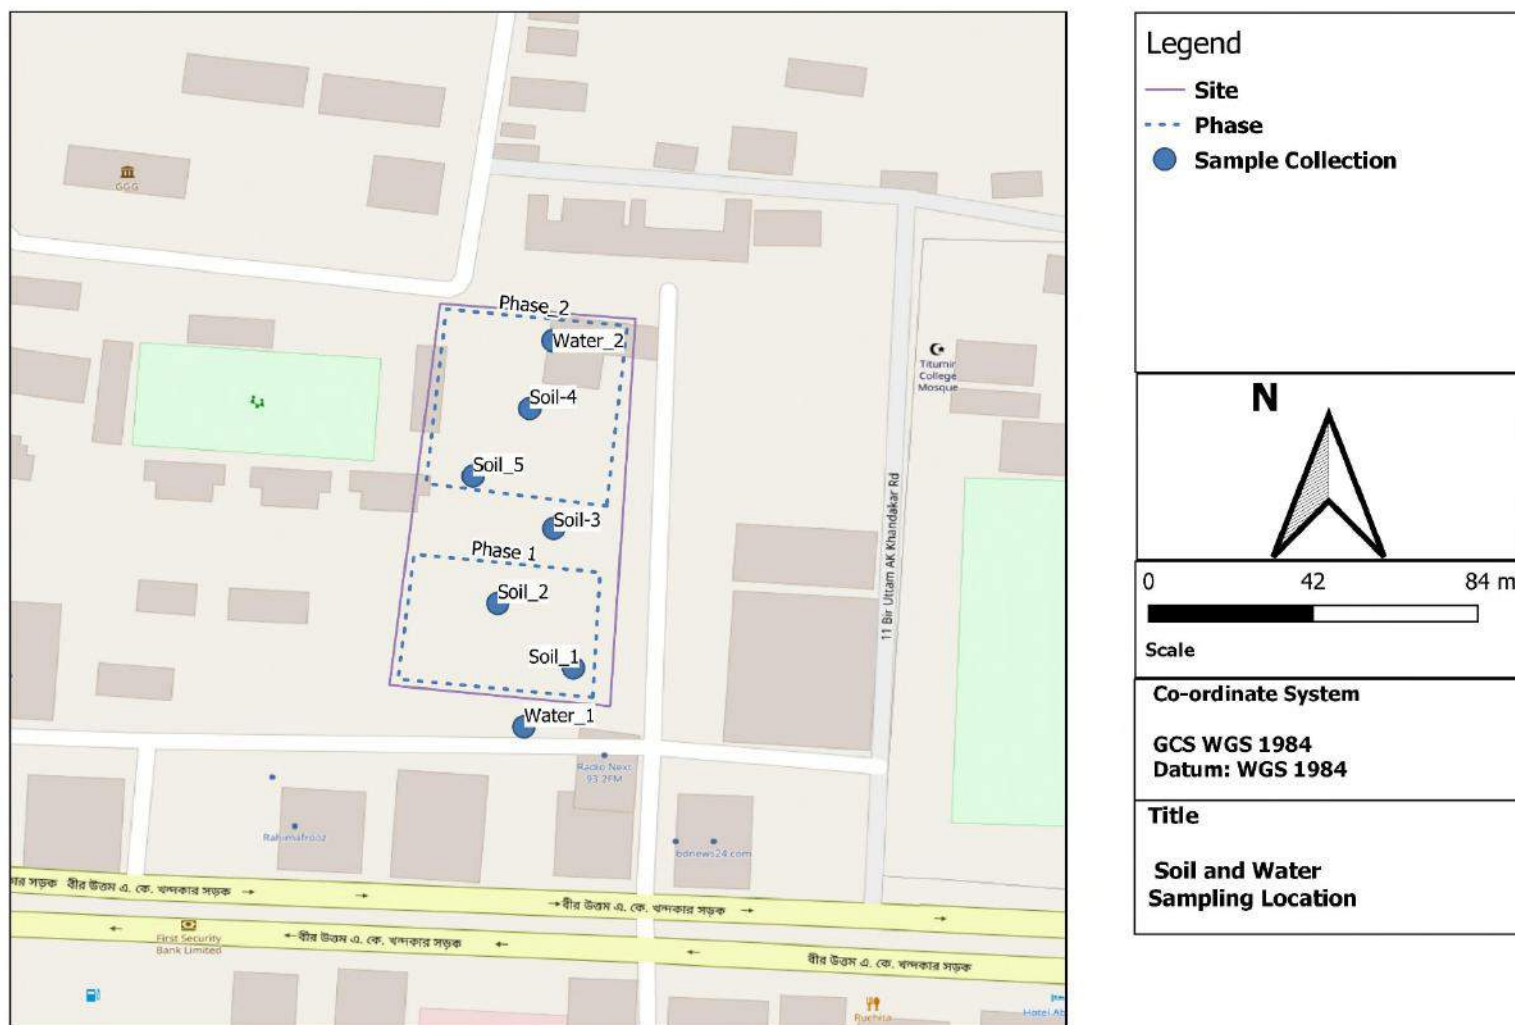 GGG
Phase_2
Water_2
Soil-4
Soil_5
Soil-3
Phase 1
Soil_2
Soil_1
Water_1
Titumir
College
Mosque
11 Bir Uttam AK Khandakar Rd
Radio Next
93.2FM
Rahimafrooz
bdnews24.com
ার সড়ক
বীর উত্তম এ. কে. খন্দকার সড়ক
বীর উত্তম এ. কে. খন্দকার সড়ক
First Security
Bank Limited
বীর উত্তম এ. কে. খন্দকার সড়ক
বীর উত্তম এ. কে. খন্দকার সড়ক
Ruchita
Hotel Ab
Legend
Site
Phase
Sample Collection
N
0 42 84 m
Scale
Co-ordinate System
GCS WGS 1984
Datum: WGS 1984
Title
Soil and Water
Sampling Location